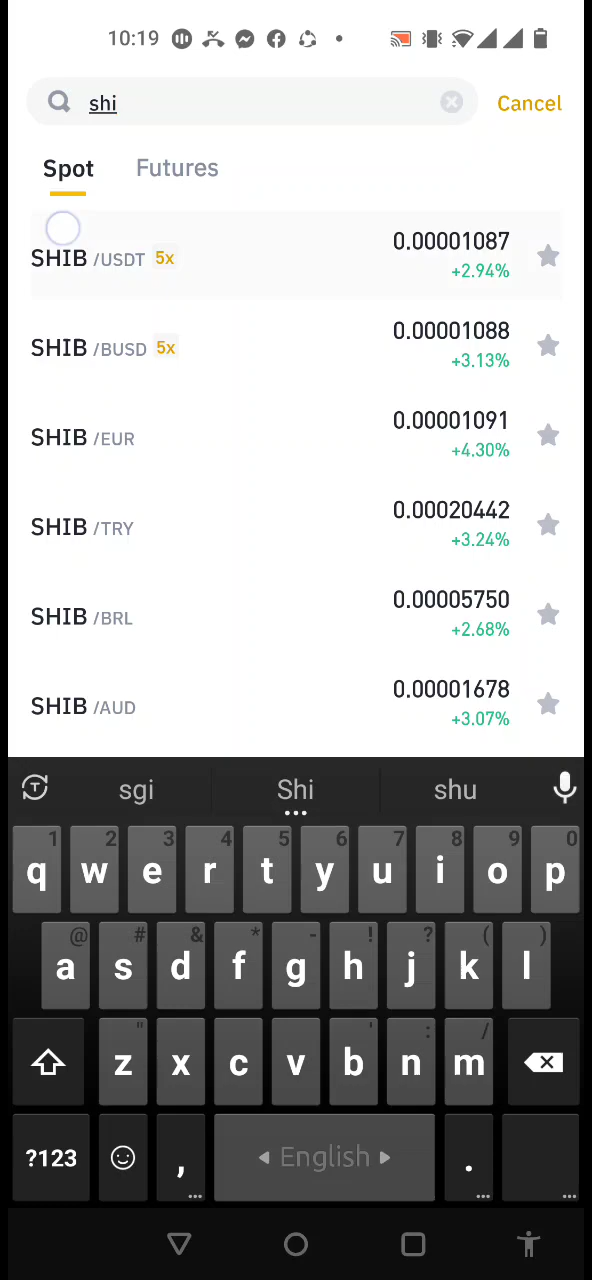 10:19
shi
Cancel
Spot Futures
SHIB /USDT 5x 0.00001087
+2.94%
SHIB /BUSD 5x 0.00001088
+3.13%
SHIB /EUR 0.00001091
+4.30%
SHIB /TRY 0.00020442
+3.24%
SHIB /BRL 0.00005750
+2.68%
SHIB /AUD 0.00001678
+3.07%
T sgi Shi shu
1 2 3 4 5 6 7 8 9 0
q w e r t y u i o p
@ # & * - ! ? ( )
a s d f g h j k l
" ' : /
z x c v b n m
?123 , English .